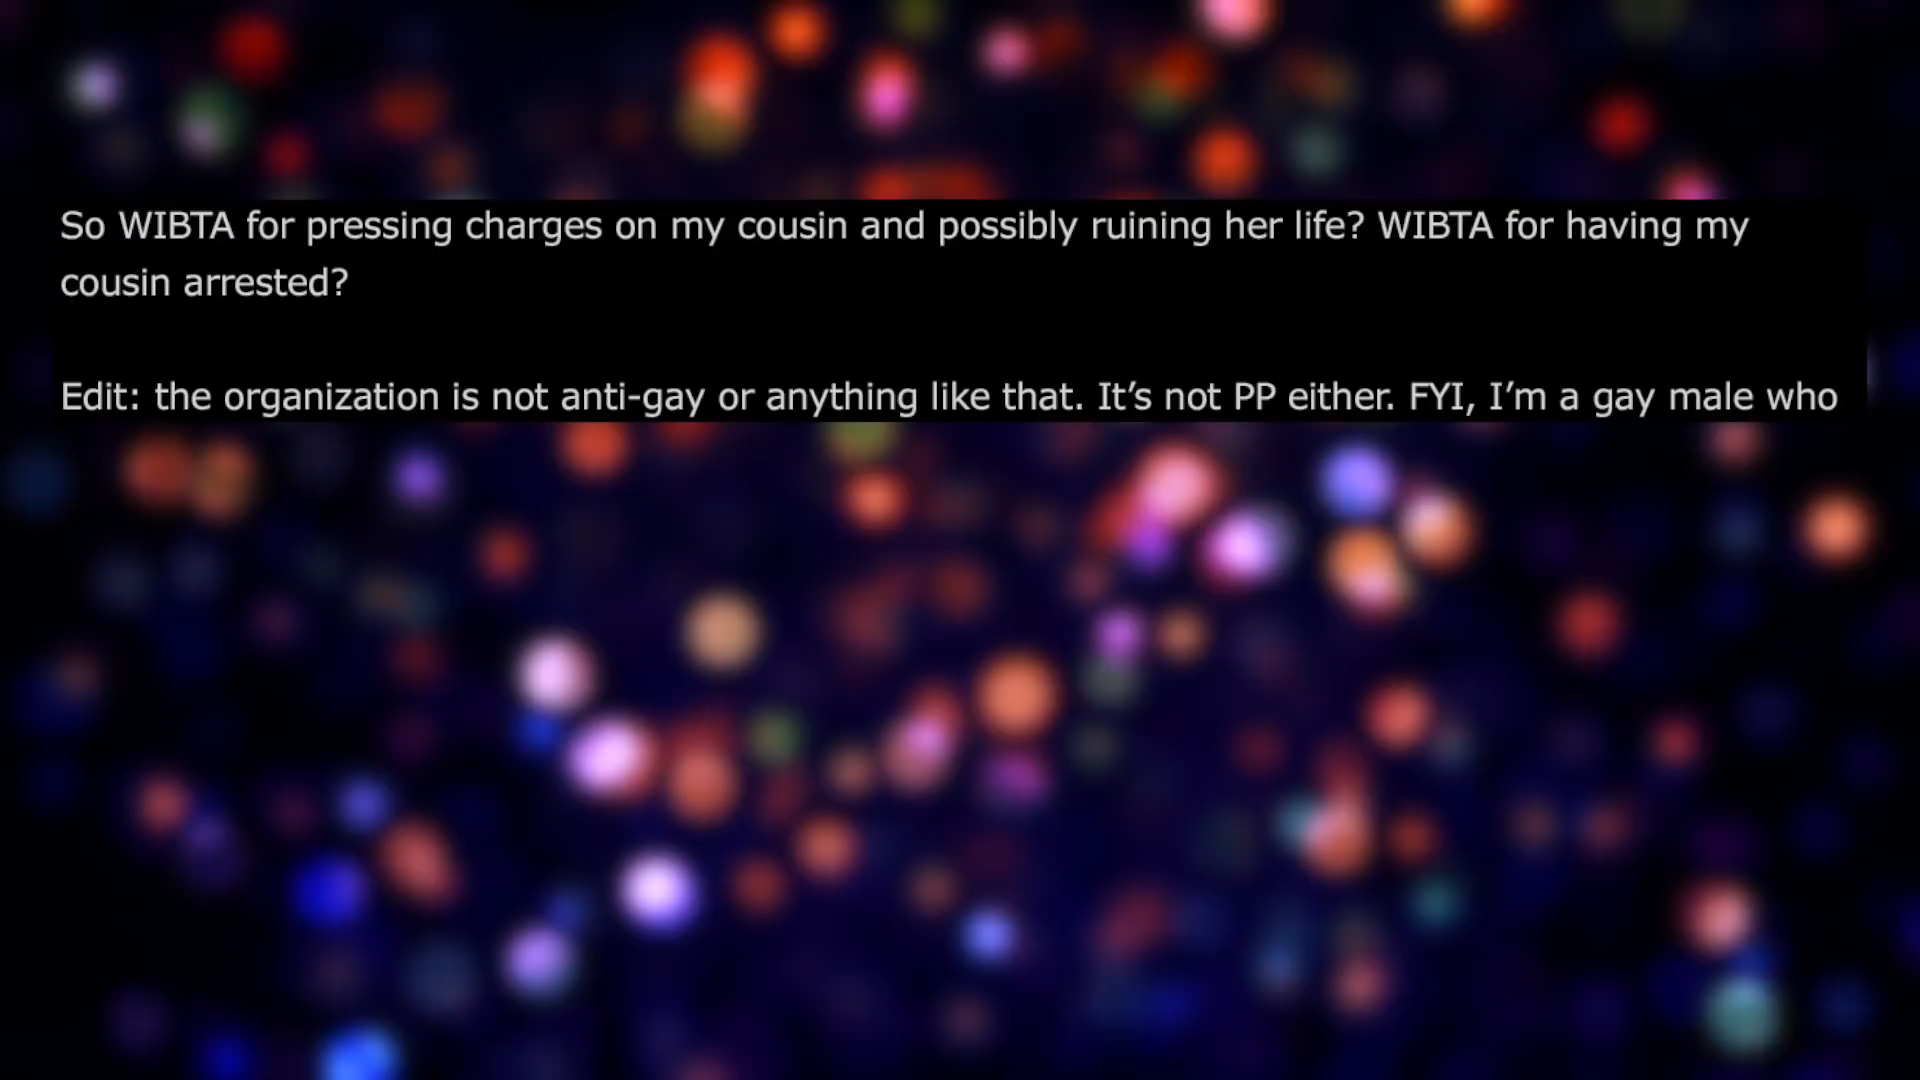 So WIBTA for pressing charges on my cousin and possibly ruining her life? WIBTA for having my
cousin arrested?
Edit: the organization is not anti-gay or anything like that. It’s not PP either. FYI, I’m a gay male who